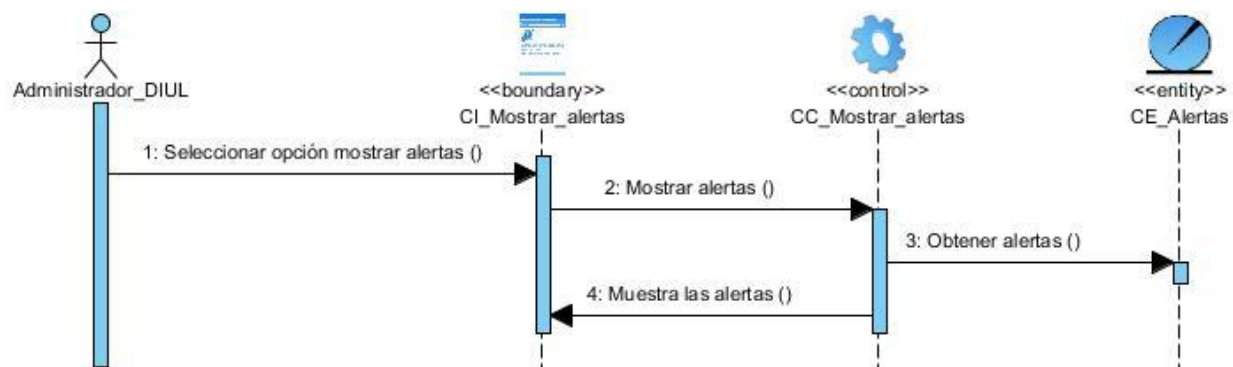 Administrador_DIUL
<<boundary>>
CI_Mostrar_alertas
<<control>>
CC_Mostrar_alertas
<<entity>>
CE_Alertas
1: Seleccionar opción mostrar alertas ()
2: Mostrar alertas ()
3: Obtener alertas ()
4: Muestra las alertas ()